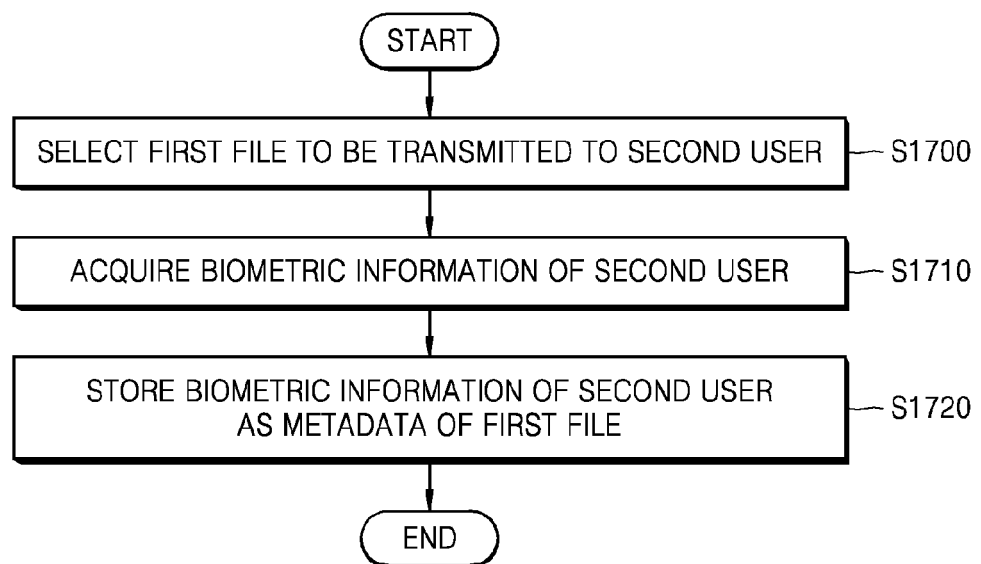 START
SELECT FIRST FILE TO BE TRANSMITTED TO SECOND USER
S1700
ACQUIRE BIOMETRIC INFORMATION OF SECOND USER
S1710
STORE BIOMETRIC INFORMATION OF SECOND USER
AS METADATA OF FIRST FILE
S1720
END